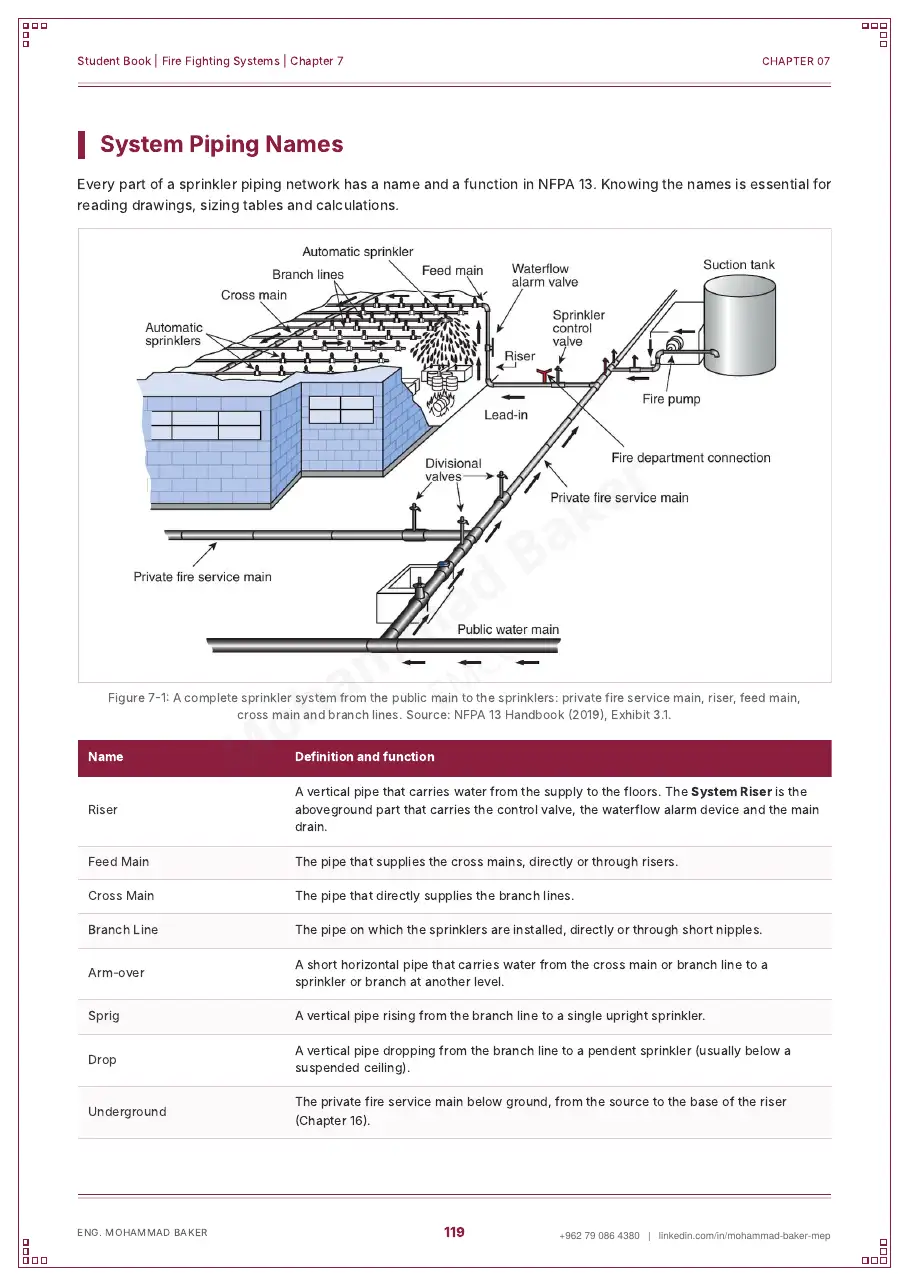 Student Book | Fire Fighting Systems | Chapter 7
CHAPTER 07
System Piping Names
Every part of a sprinkler piping network has a name and a function in NFPA 13. Knowing the names is essential for
reading drawings, sizing tables and calculations.
Automatic sprinkler
Branch lines
Feed main
Waterflow
alarm valve
Suction tank
Cross main
Sprinkler
control
valve
Automatic
sprinklers
Riser
Fire pump
Lead-in
Fire department connection
Divisional
valves
Private fire service main
Private fire service main
Public water main
Mohammad Baker
Figure 7-1: A complete sprinkler system from the public main to the sprinklers: private fire service main, riser, feed main,
cross main and branch lines. Source: NFPA 13 Handbook (2019), Exhibit 3.1.
Name
Definition and function
Riser
A vertical pipe that carries water from the supply to the floors. The System Riser is the
aboveground part that carries the control valve, the waterflow alarm device and the main
drain.
Feed Main
The pipe that supplies the cross mains, directly or through risers.
Cross Main
The pipe that directly supplies the branch lines.
Branch Line
The pipe on which the sprinklers are installed, directly or through short nipples.
Arm-over
A short horizontal pipe that carries water from the cross main or branch line to a
sprinkler or branch at another level.
Sprig
A vertical pipe rising from the branch line to a single upright sprinkler.
Drop
A vertical pipe dropping from the branch line to a pendent sprinkler (usually below a
suspended ceiling).
Underground
The private fire service main below ground, from the source to the base of the riser
(Chapter 16).
ENG. MOHAMMAD BAKER
119
+962 79 086 4380 | linkedin.com/in/mohammad-baker-mep